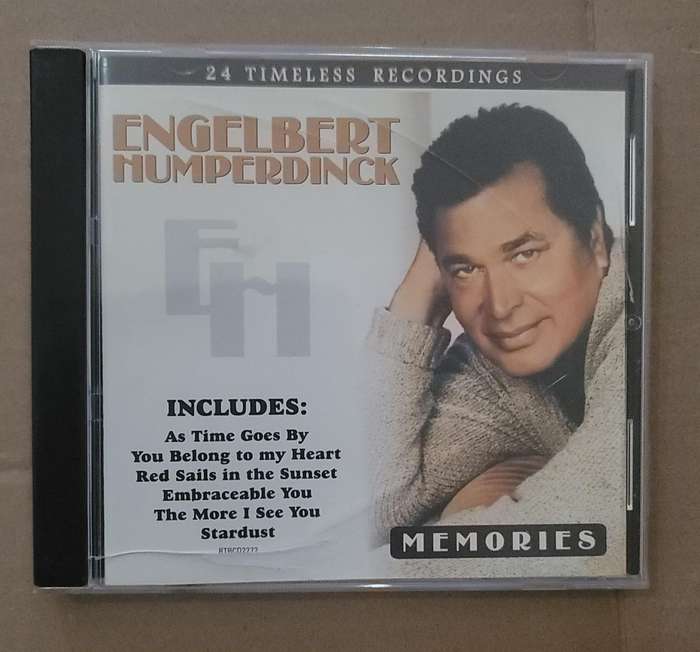 24 TIMELESS RECORDINGS
ENGELBERT
HUMPERDINCK
EH
INCLUDES:
As Time Goes By
You Belong to my Heart
Red Sails in the Sunset
Embraceable You
The More I See You
Stardust
MEMORIES